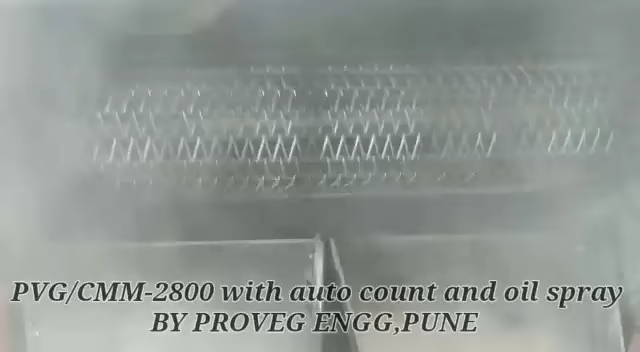 PVG/CMM-2800 with auto count and oil spray
BY PROVEG ENGG,PUNE